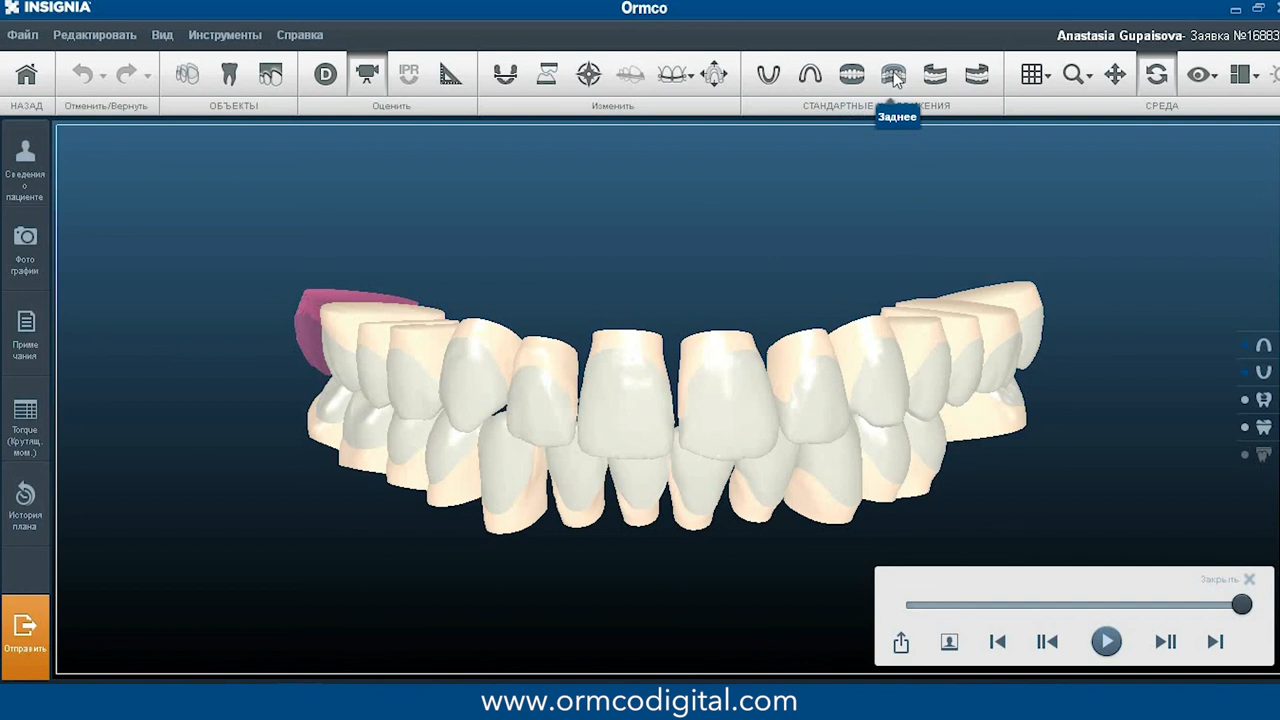 INSIGNIA
Ormco
Файл Редактировать Вид Инструменты Справка
Anastasia Gupaisova- Заявка №16883
D IPR
НАЗАД Отменить/Вернуть ОБЪЕКТЫ Оценить Изменить СТАНДАРТНЫЕ СРЕДА
Заднее
Сведения
о
пациенте
Фото
графии
Приме
чания
Torque
(Крутящ.
мом.)
История
плана
Отправить
Закрыть
www.ormcodigital.com